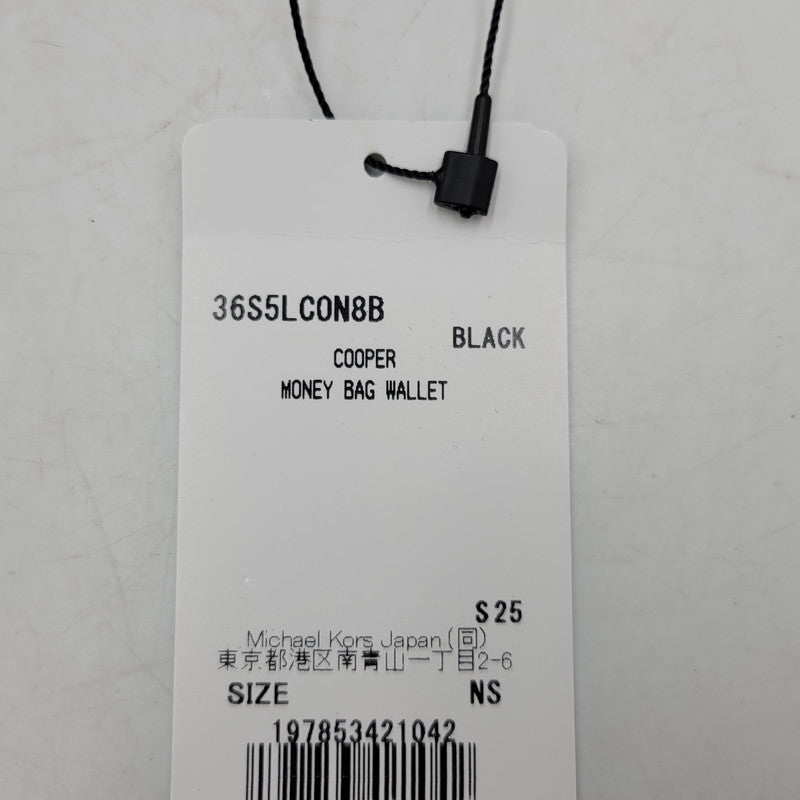 36S5LCON8B
BLACK
COOPER
MONEY BAG WALLET
S25
Michael Kors Japan(同)
東京都港区南青山一丁目2-6
SIZE NS
197853421042